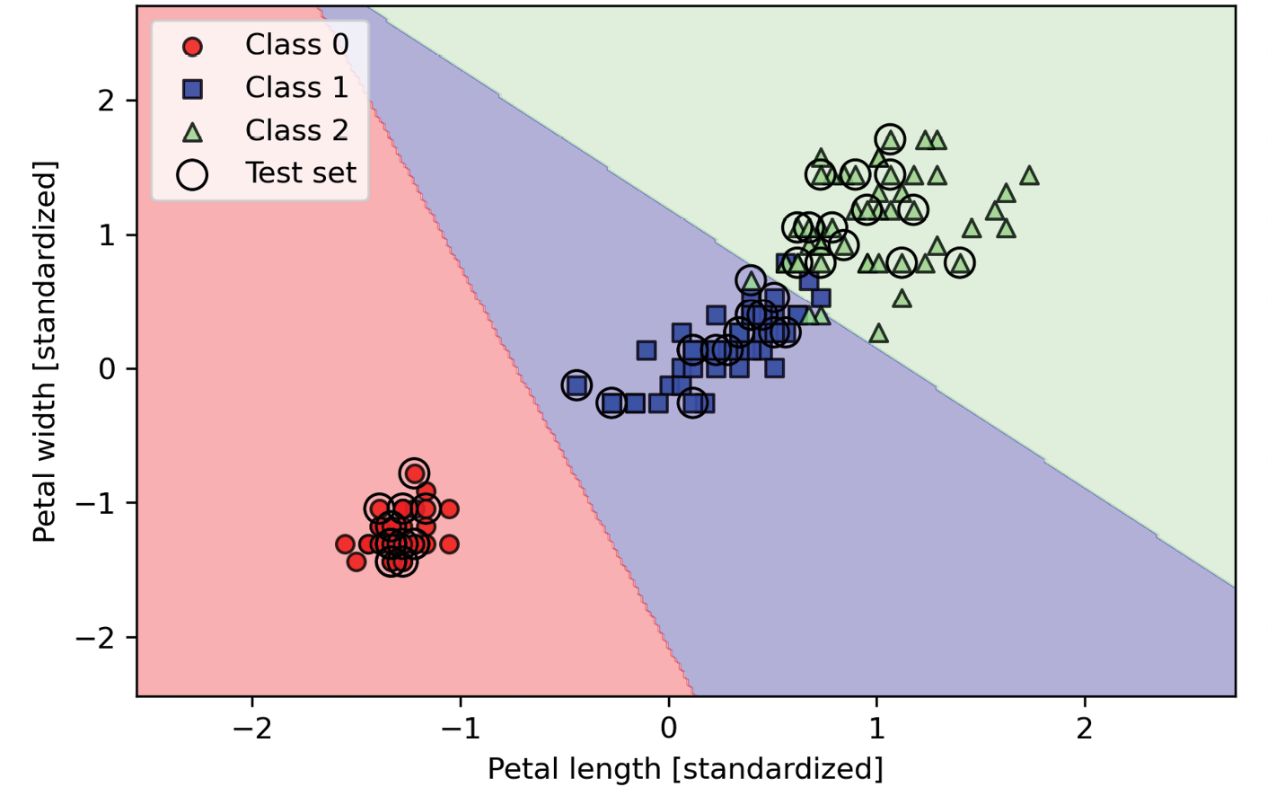 Class 0
Class 1
Class 2
Test set
2
1
0
−1
−2
Petal width [standardized]
−2
−1
0
1
2
Petal length [standardized]